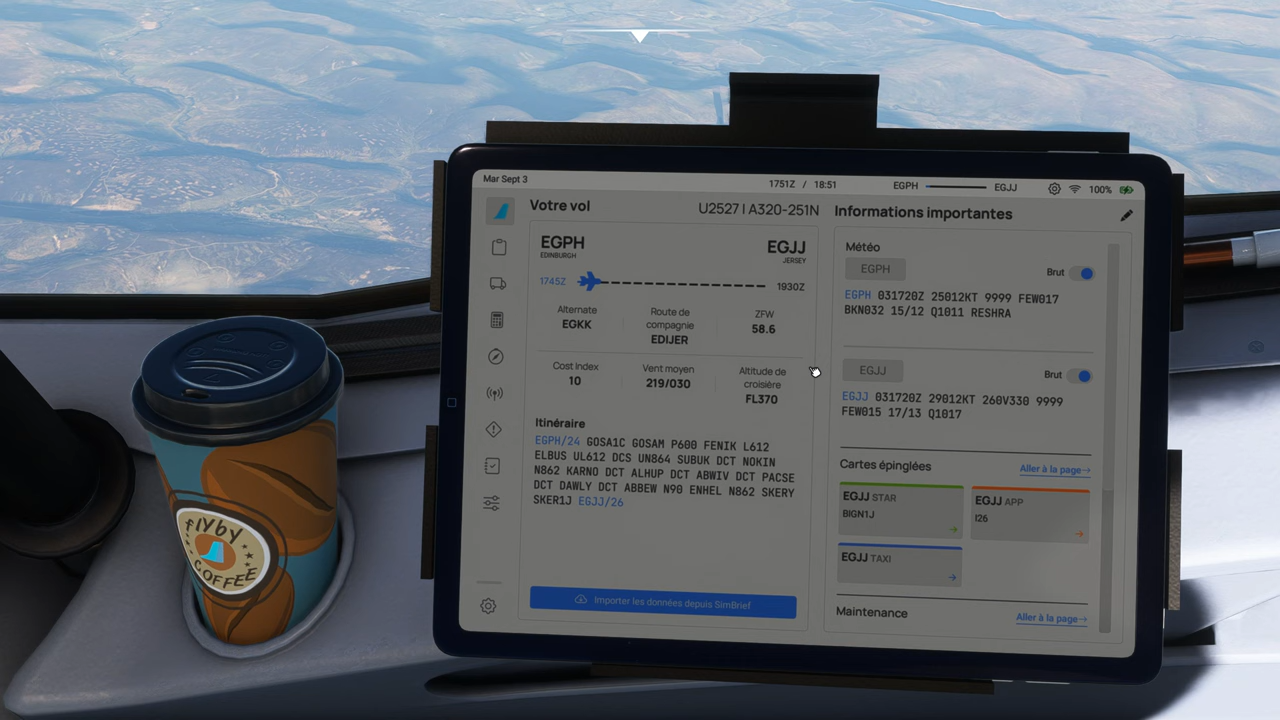 Mar Sept 3
1751Z / 18:51
EGPH
EGJJ
100%
Votre vol
U2527 | A320-251N
EGPH
EDINBURGH
EGJJ
JERSEY
1745Z
1930Z
Alternate
EGKK
Route de
compagnie
EDIJER
ZFW
58.6
Cost Index
10
Vent moyen
219/030
Altitude de
croisière
FL370
Itinéraire
EGPH/24 GOSA1C GOSAM P600 FENIK L612
ELBUS UL612 DCS UN864 SUBUK DCT NOKIN
N862 KARNO DCT ALHUP DCT ABWIV DCT PACSE
DCT DAWLY DCT ABBEW N90 ENHEL N862 SKERY
SKER1J EGJJ/26
Importer les données depuis SimBrief
Informations importantes
Météo
EGPH
Brut
EGPH 031720Z 25012KT 9999 FEW017
BKN032 15/12 Q1011 RESHRA
EGJJ
Brut
EGJJ 031720Z 29012KT 260V330 9999
FEW015 17/13 Q1017
Cartes épinglées
Aller à la page
EGJJ STAR
BIGN1J
EGJJ APP
I26
EGJJ TAXI
Maintenance
Aller à la page
flyby
COFFEE